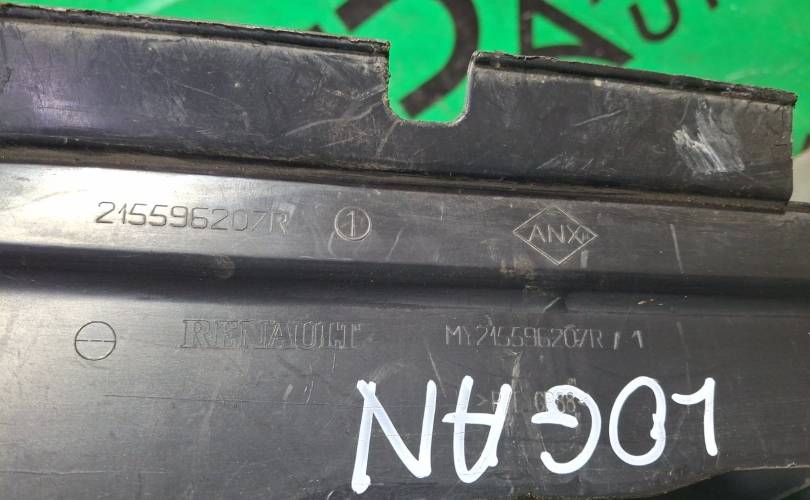 215596207R 1
ANX
RENAULT MY215596207R / 1
LOGAN